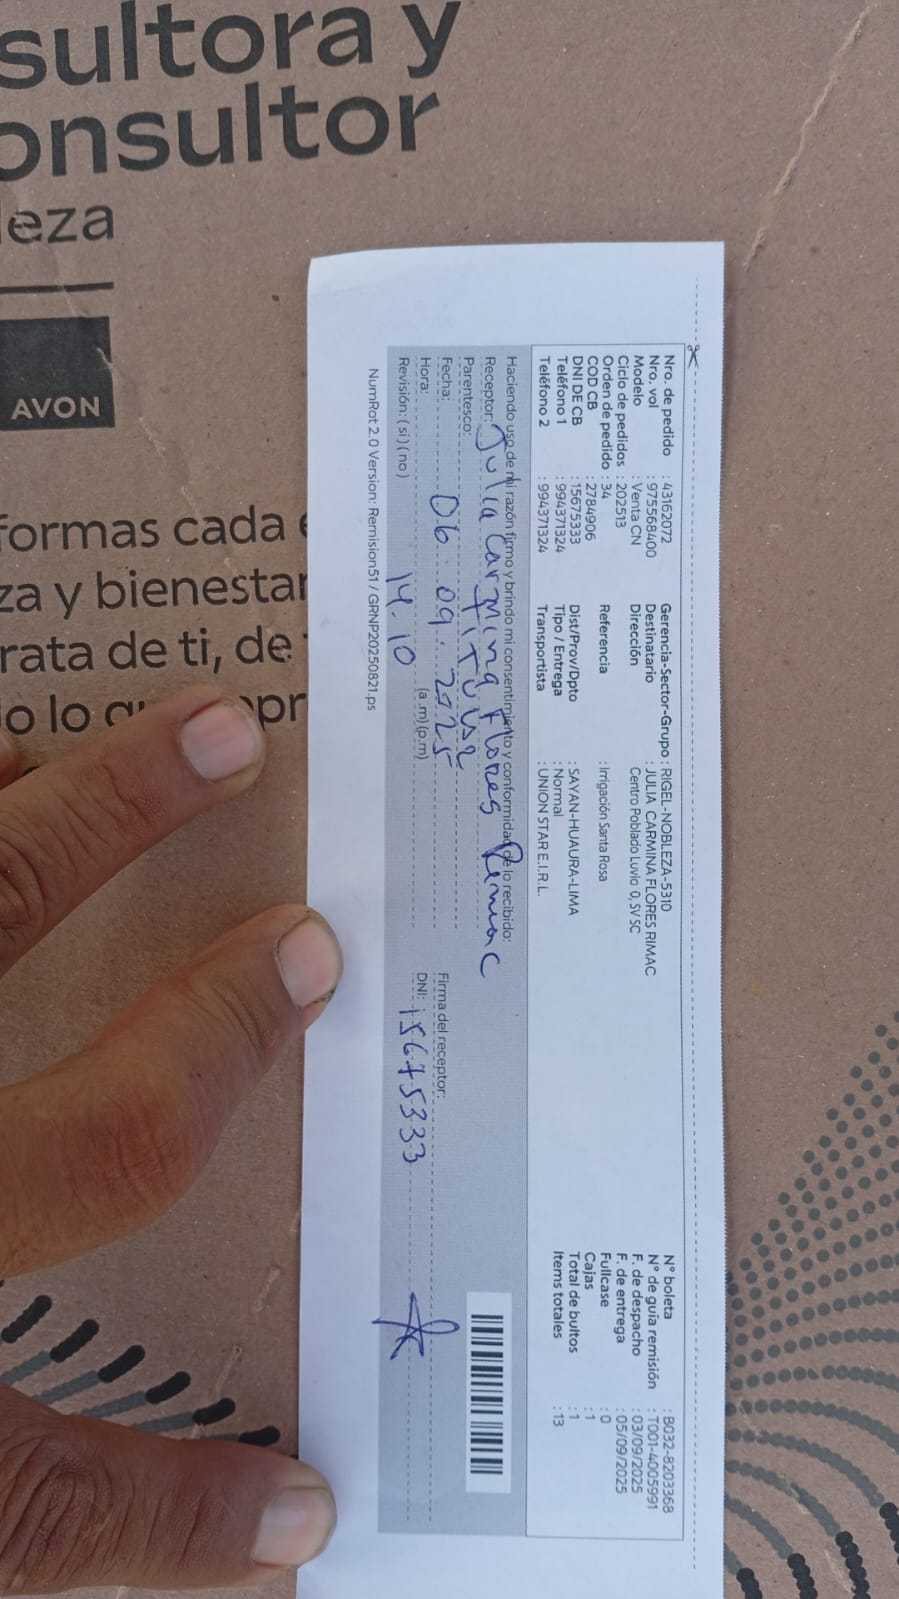 sultora y
onsultor
leza
AVON
formas cada e
za y bienestar
rata de ti, de
o lo
Nro. de pedido : 43162072
Nro. vol : 975568400
Modelo : Venta CN
Ciclo de pedidos : 202513
Orden de pedido : 34
COD CB : 2784906
DNI DE CB : 15675333
Teléfono 1 : 994371324
Teléfono 2 : 994371324
Gerencia-Sector-Grupo : RIGEL-NOBLEZA-5310
Destinatario : JULIA CARMINA FLORES RIMAC
Dirección Centro Poblado Luvio 0, SV SC
Referencia : Irrigación Santa Rosa
Dist/Prov/Dpto : SAYAN-HUAURA-LIMA
Tipo / Entrega : Normal
Transportista : UNION STAR E.I.R.L.
N° boleta : B032-8203368
N° de guía remisión : T001-4005991
F. de despacho : 03/09/2025
F. de entrega : 05/09/2025
Fullcase : 0
Cajas : 1
Total de bultos : 1
Items totales : 13
Haciendo uso de mi razón firmo y brindo mi consentimiento y conformidad de lo recibido:
Receptor: Julia Carmina Flores Rimac
Parentesco: Titular
Fecha: 06 . 09 . 2025
Hora: 14.10 (a.m) (p.m)
Revisión: ( si ) ( no )
Firma del receptor:
DNI: 15675333
NumRot 2.0 Version: Remision51 / GRNP20250821.ps